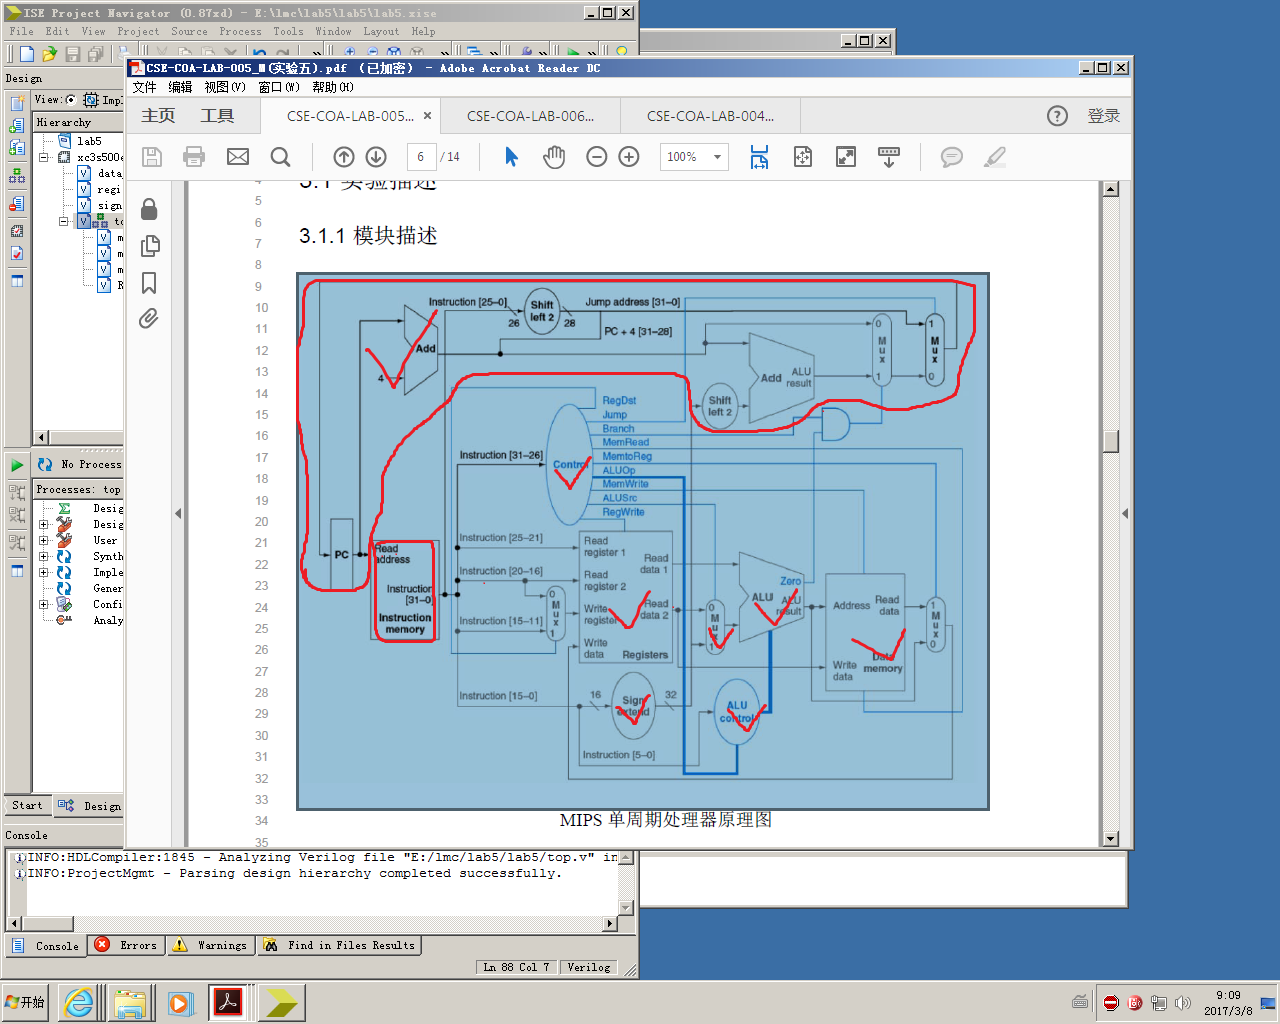 ISE Project Navigator (0.87xd) - E:\lmc\lab5\lab5\lab5.xise
File Edit View Project Source Process Tools Window Layout Help
Design
View: Impl
Hierarchy
lab5
xc3s500e
data_
regi
sign
to
m
m
m
R
No Process
Processes: top
Desig
Desig
User
Synth
Imple
Gener
Confi
Analy
Start Design
Console
INFO:HDLCompiler:1845 - Analyzing Verilog file "E:/lmc/lab5/lab5/top.v" in
INFO:ProjectMgmt - Parsing design hierarchy completed successfully.
Console Errors Warnings Find in Files Results
Ln 88 Col 7 Verilog
CSE-COA-LAB-005_M(实验五).pdf (已加密) - Adobe Acrobat Reader DC
文件 编辑 视图(V) 窗口(W) 帮助(H)
主页 工具 CSE-COA-LAB-005... × CSE-COA-LAB-006... CSE-COA-LAB-004... 登录
6 / 14 100%
3.1 实验描述
3.1.1 模块描述
4
5
6
7
8
9
10
11
12
13
14
15
16
17
18
19
20
21
22
23
24
25
26
27
28
29
30
31
32
33
34
35
Instruction [25–0] Shift left 2 Jump address [31–0]
26 28
PC + 4 [31–28]
Add
4
Add ALU result
Shift left 2
0 Mux 1
1 Mux 0
RegDst
Jump
Branch
MemRead
MemtoReg
ALUOp
MemWrite
ALUSrc
RegWrite
Control
Instruction [31–26]
Instruction [25–21]
Instruction [20–16]
Instruction [15–11]
Instruction [15–0]
Instruction [5–0]
PC
Read address
Instruction [31–0]
Instruction memory
0 Mux 1
Read register 1
Read register 2
Write register
Write data
Read data 1
Read data 2
Registers
0 Mux 1
Zero
ALU ALU result
Address
Read data
Write data
Data memory
1 Mux 0
16 Sign extend 32
ALU control
MIPS 单周期处理器原理图
开始
9:09
2017/3/8